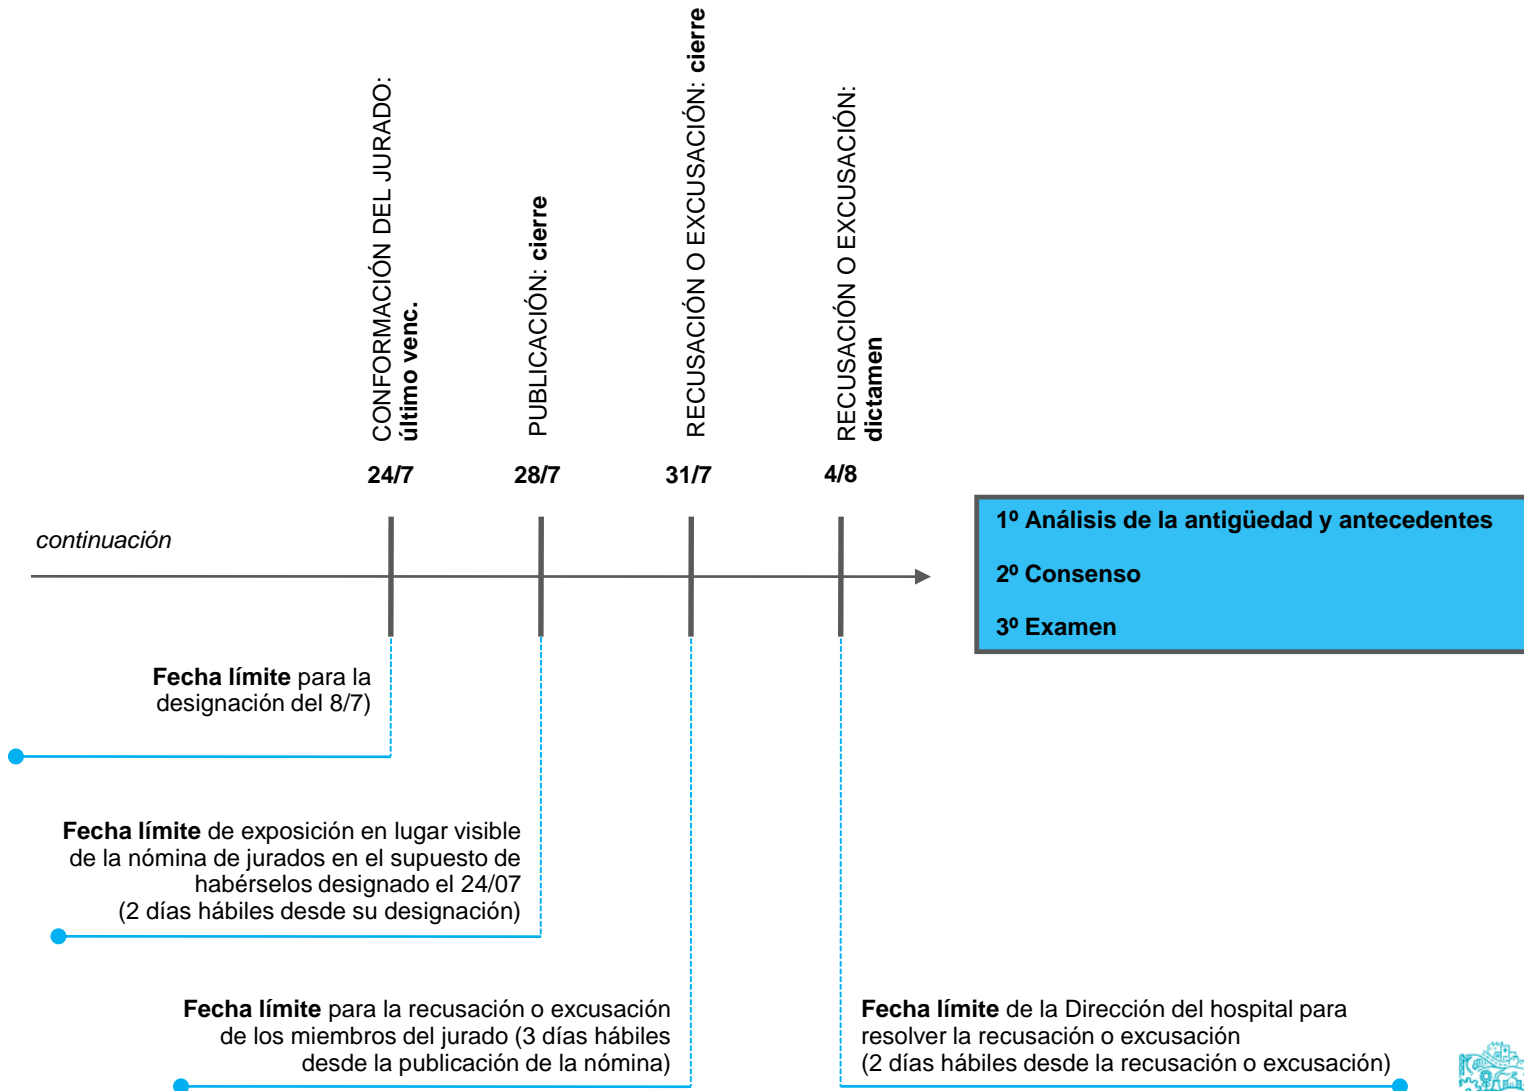 CONFORMACIÓN DEL JURADO:
último venc.
PUBLICACIÓN: cierre
RECUSACIÓN O EXCUSACIÓN: cierre
RECUSACIÓN O EXCUSACIÓN:
dictamen
24/7
28/7
31/7
4/8
continuación
1º Análisis de la antigüedad y antecedentes
2º Consenso
3º Examen
Fecha límite para la
designación del 8/7)
Fecha límite de exposición en lugar visible
de la nómina de jurados en el supuesto de
habérselos designado el 24/07
(2 días hábiles desde su designación)
Fecha límite para la recusación o excusación
de los miembros del jurado (3 días hábiles
desde la publicación de la nómina)
Fecha límite de la Dirección del hospital para
resolver la recusación o excusación
(2 días hábiles desde la recusación o excusación)